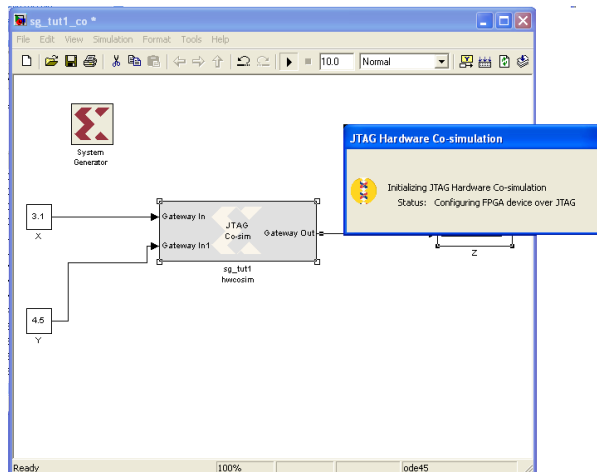 sg_tut1_co *
File Edit View Simulation Format Tools Help
10.0 Normal
System
Generator
JTAG Hardware Co-simulation
Initializing JTAG Hardware Co-simulation
Status: Configuring FPGA device over JTAG
3.1
X
Gateway In
JTAG
Co-sim
Gateway Out
Gateway In1
sg_tut1
hwcosim
Z
4.5
Y
Ready 100% ode45